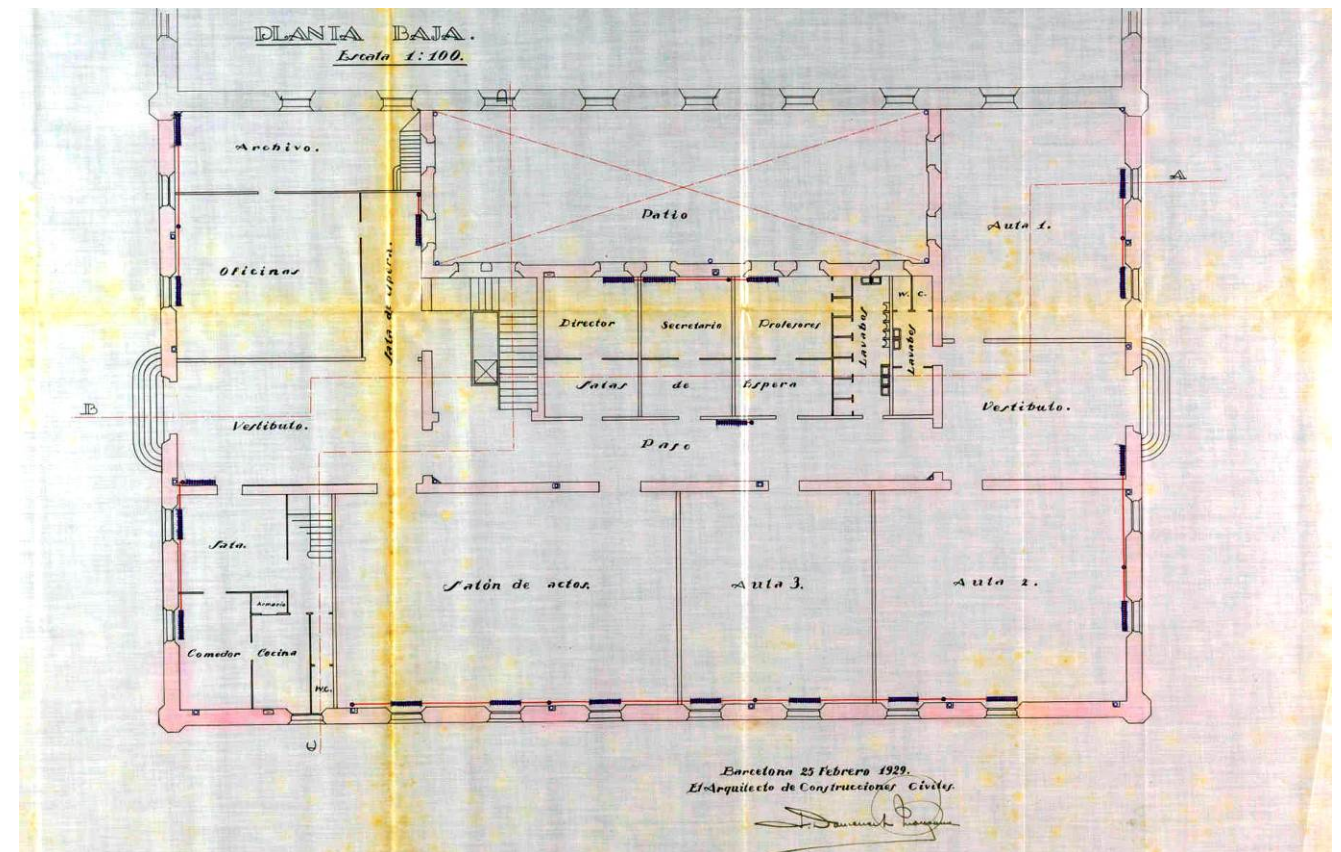 PLANTA BAJA.
Escala 1:100.
Archivo.
Patio
A
Aula 1.
Oficinas
Sala de Espera.
Director
Secretario
Profesores
Lavabos
W. C.
Lavabos
Salas de Espera
B
Vestíbulo.
Vestíbulo.
Paso
Sala.
Salón de actos.
Aula 3.
Aula 2.
Armario
Comedor
Cocina
W.C.
C
Barcelona 25 Febrero 1929.
El Arquitecto de Construcciones Civiles.